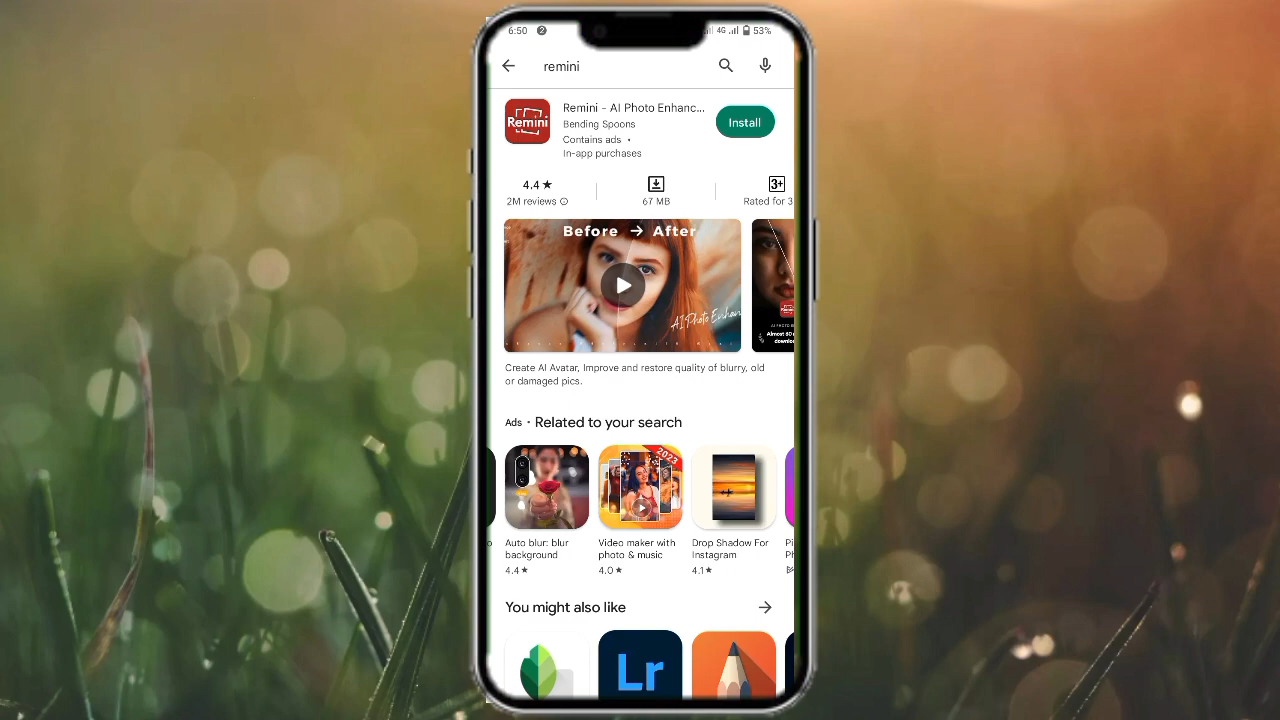 6:50 2 4G 53%
remini
Remini
Remini - AI Photo Enhanc...
Install
Bending Spoons
Contains ads •
In-app purchases
4.4★
3+
2M reviews
67 MB
Rated for 3
Before → After
AI Photo Enhan
Create AI Avatar, Improve and restore quality of blurry, old
or damaged pics.
Ads • Related to your search
2023
Auto blur: blur
background
4.4★
Video maker with
photo & music
4.0★
Drop Shadow For
Instagram
4.1★
You might also like
Lr